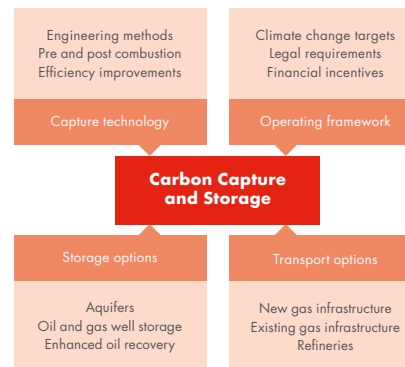 Engineering methods
Pre and post combustion
Efficiency improvements
Capture technology
Climate change targets
Legal requirements
Financial incentives
Operating framework
Carbon Capture
and Storage
Storage options
Aquifers
Oil and gas well storage
Enhanced oil recovery
Transport options
New gas infrastructure
Existing gas infrastructure
Refineries